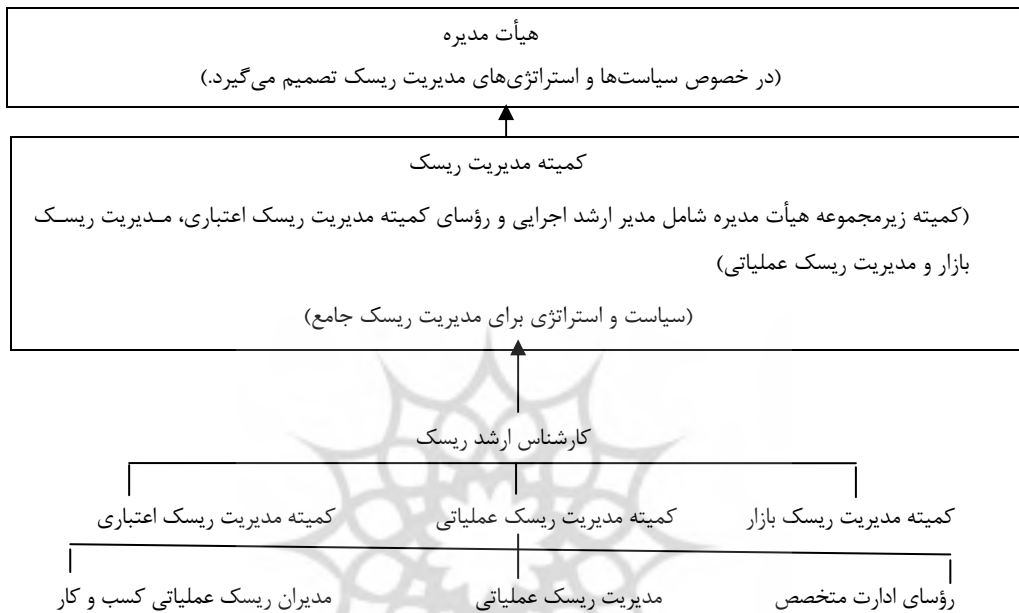 هیأت مدیره
(در خصوص سیاست‌ها و استراتژی‌های مدیریت ریسک تصمیم می‌گیرد.)
کمیته مدیریت ریسک
(کمیته زیرمجموعه هیأت مدیره شامل مدیر ارشد اجرایی و رؤسای کمیته مدیریت ریسک اعتباری، مـدیریت ریسـک
بازار و مدیریت ریسک عملیاتی)
(سیاست و استراتژی برای مدیریت ریسک جامع)
کارشناس ارشد ریسک
کمیته مدیریت ریسک بازار کمیته مدیریت ریسک عملیاتی کمیته مدیریت ریسک اعتباری
رؤسای ادارت متخصص مدیریت ریسک عملیاتی مدیران ریسک عملیاتی کسب و کار